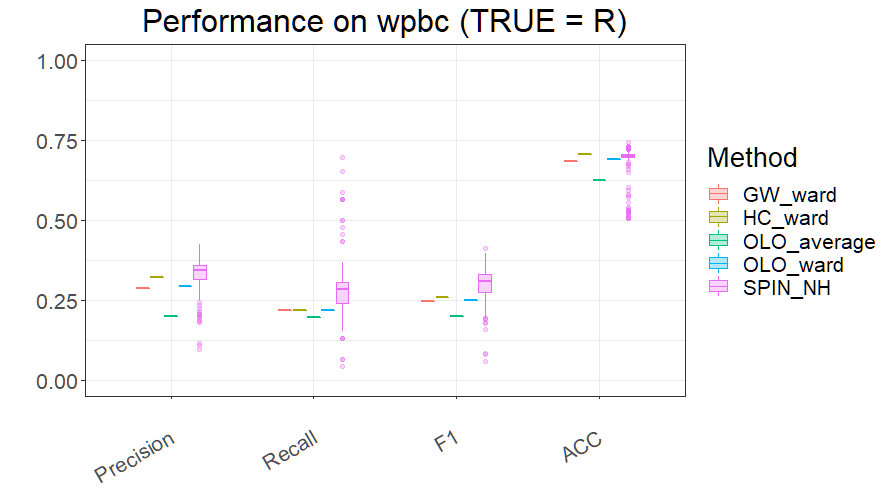 Performance on wpbc (TRUE = R)
1.00
0.75
0.50
0.25
0.00
Precision
Recall
F1
ACC
Method
GW_ward
HC_ward
OLO_average
OLO_ward
SPIN_NH